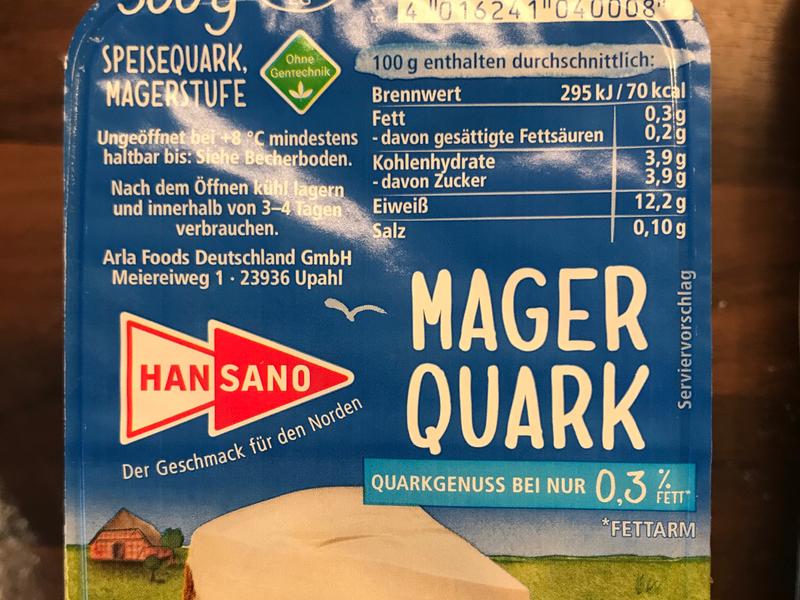 500g
4 016241 040008
SPEISEQUARK,
MAGERSTUFE
Ohne
Gentechnik
Ungeöffnet bei +8 °C mindestens
haltbar bis: Siehe Becherboden.
Nach dem Öffnen kühl lagern
und innerhalb von 3–4 Tagen
verbrauchen.
Arla Foods Deutschland GmbH
Meiereiweg 1 · 23936 Upahl
100 g enthalten durchschnittlich:
Brennwert 295 kJ / 70 kcal
Fett 0,3 g
- davon gesättigte Fettsäuren 0,2 g
Kohlenhydrate 3,9 g
- davon Zucker 3,9 g
Eiweiß 12,2 g
Salz 0,10 g
HANSANO
Der Geschmack für den Norden
MAGER
QUARK
Serviervorschlag
QUARKGENUSS BEI NUR 0,3 % FETT*
*FETTARM